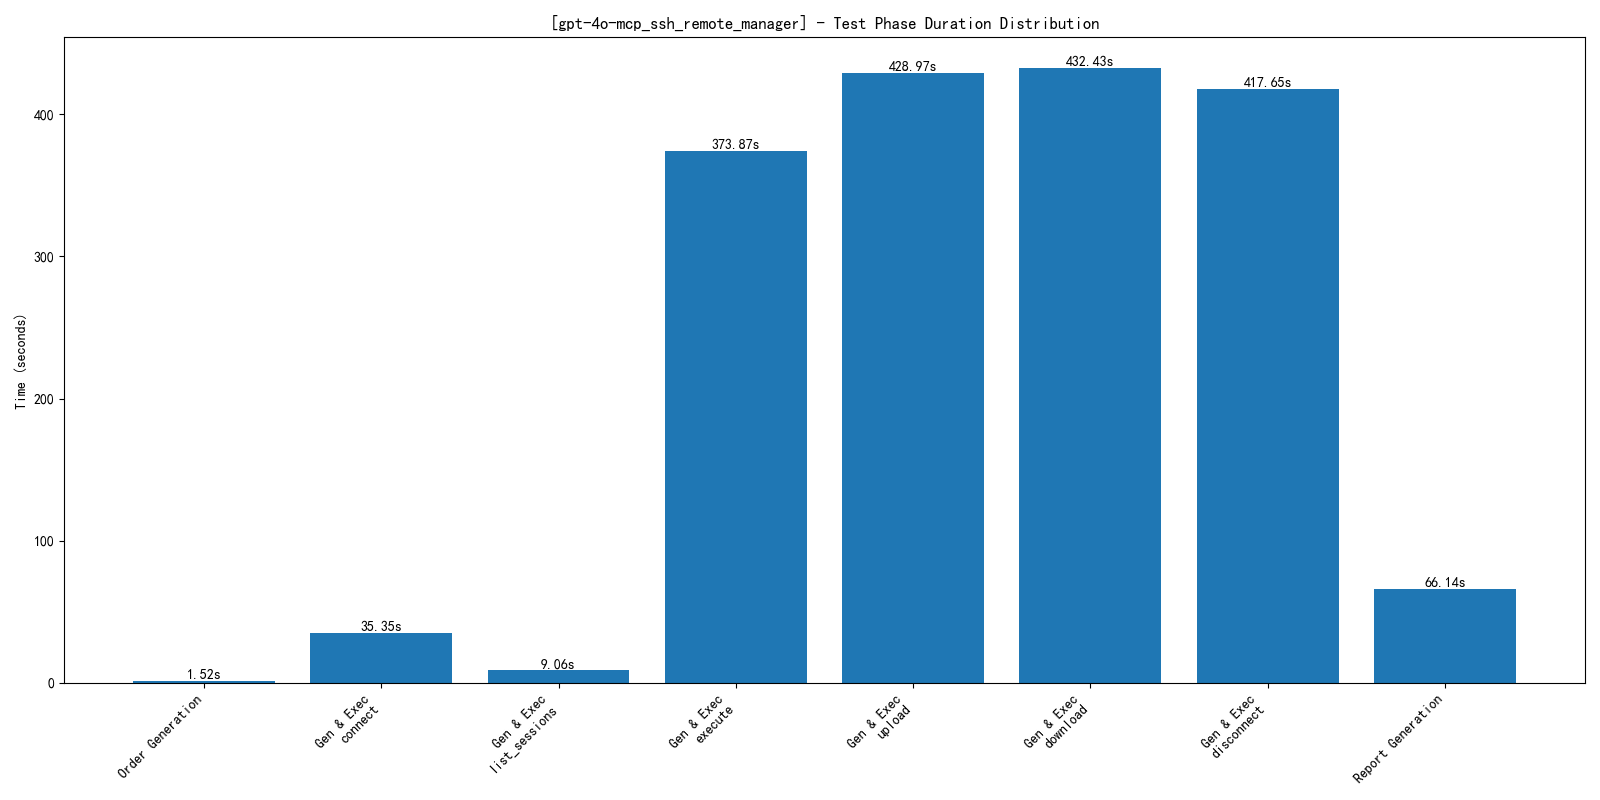 [gpt-4o-mcp_ssh_remote_manager] - Test Phase Duration Distribution
Time (seconds)
400
300
200
100
0
1.52s
35.35s
9.06s
373.87s
428.97s
432.43s
417.65s
66.14s
Order Generation
Gen & Exec
connect
Gen & Exec
list_sessions
Gen & Exec
execute
Gen & Exec
upload
Gen & Exec
download
Gen & Exec
disconnect
Report Generation